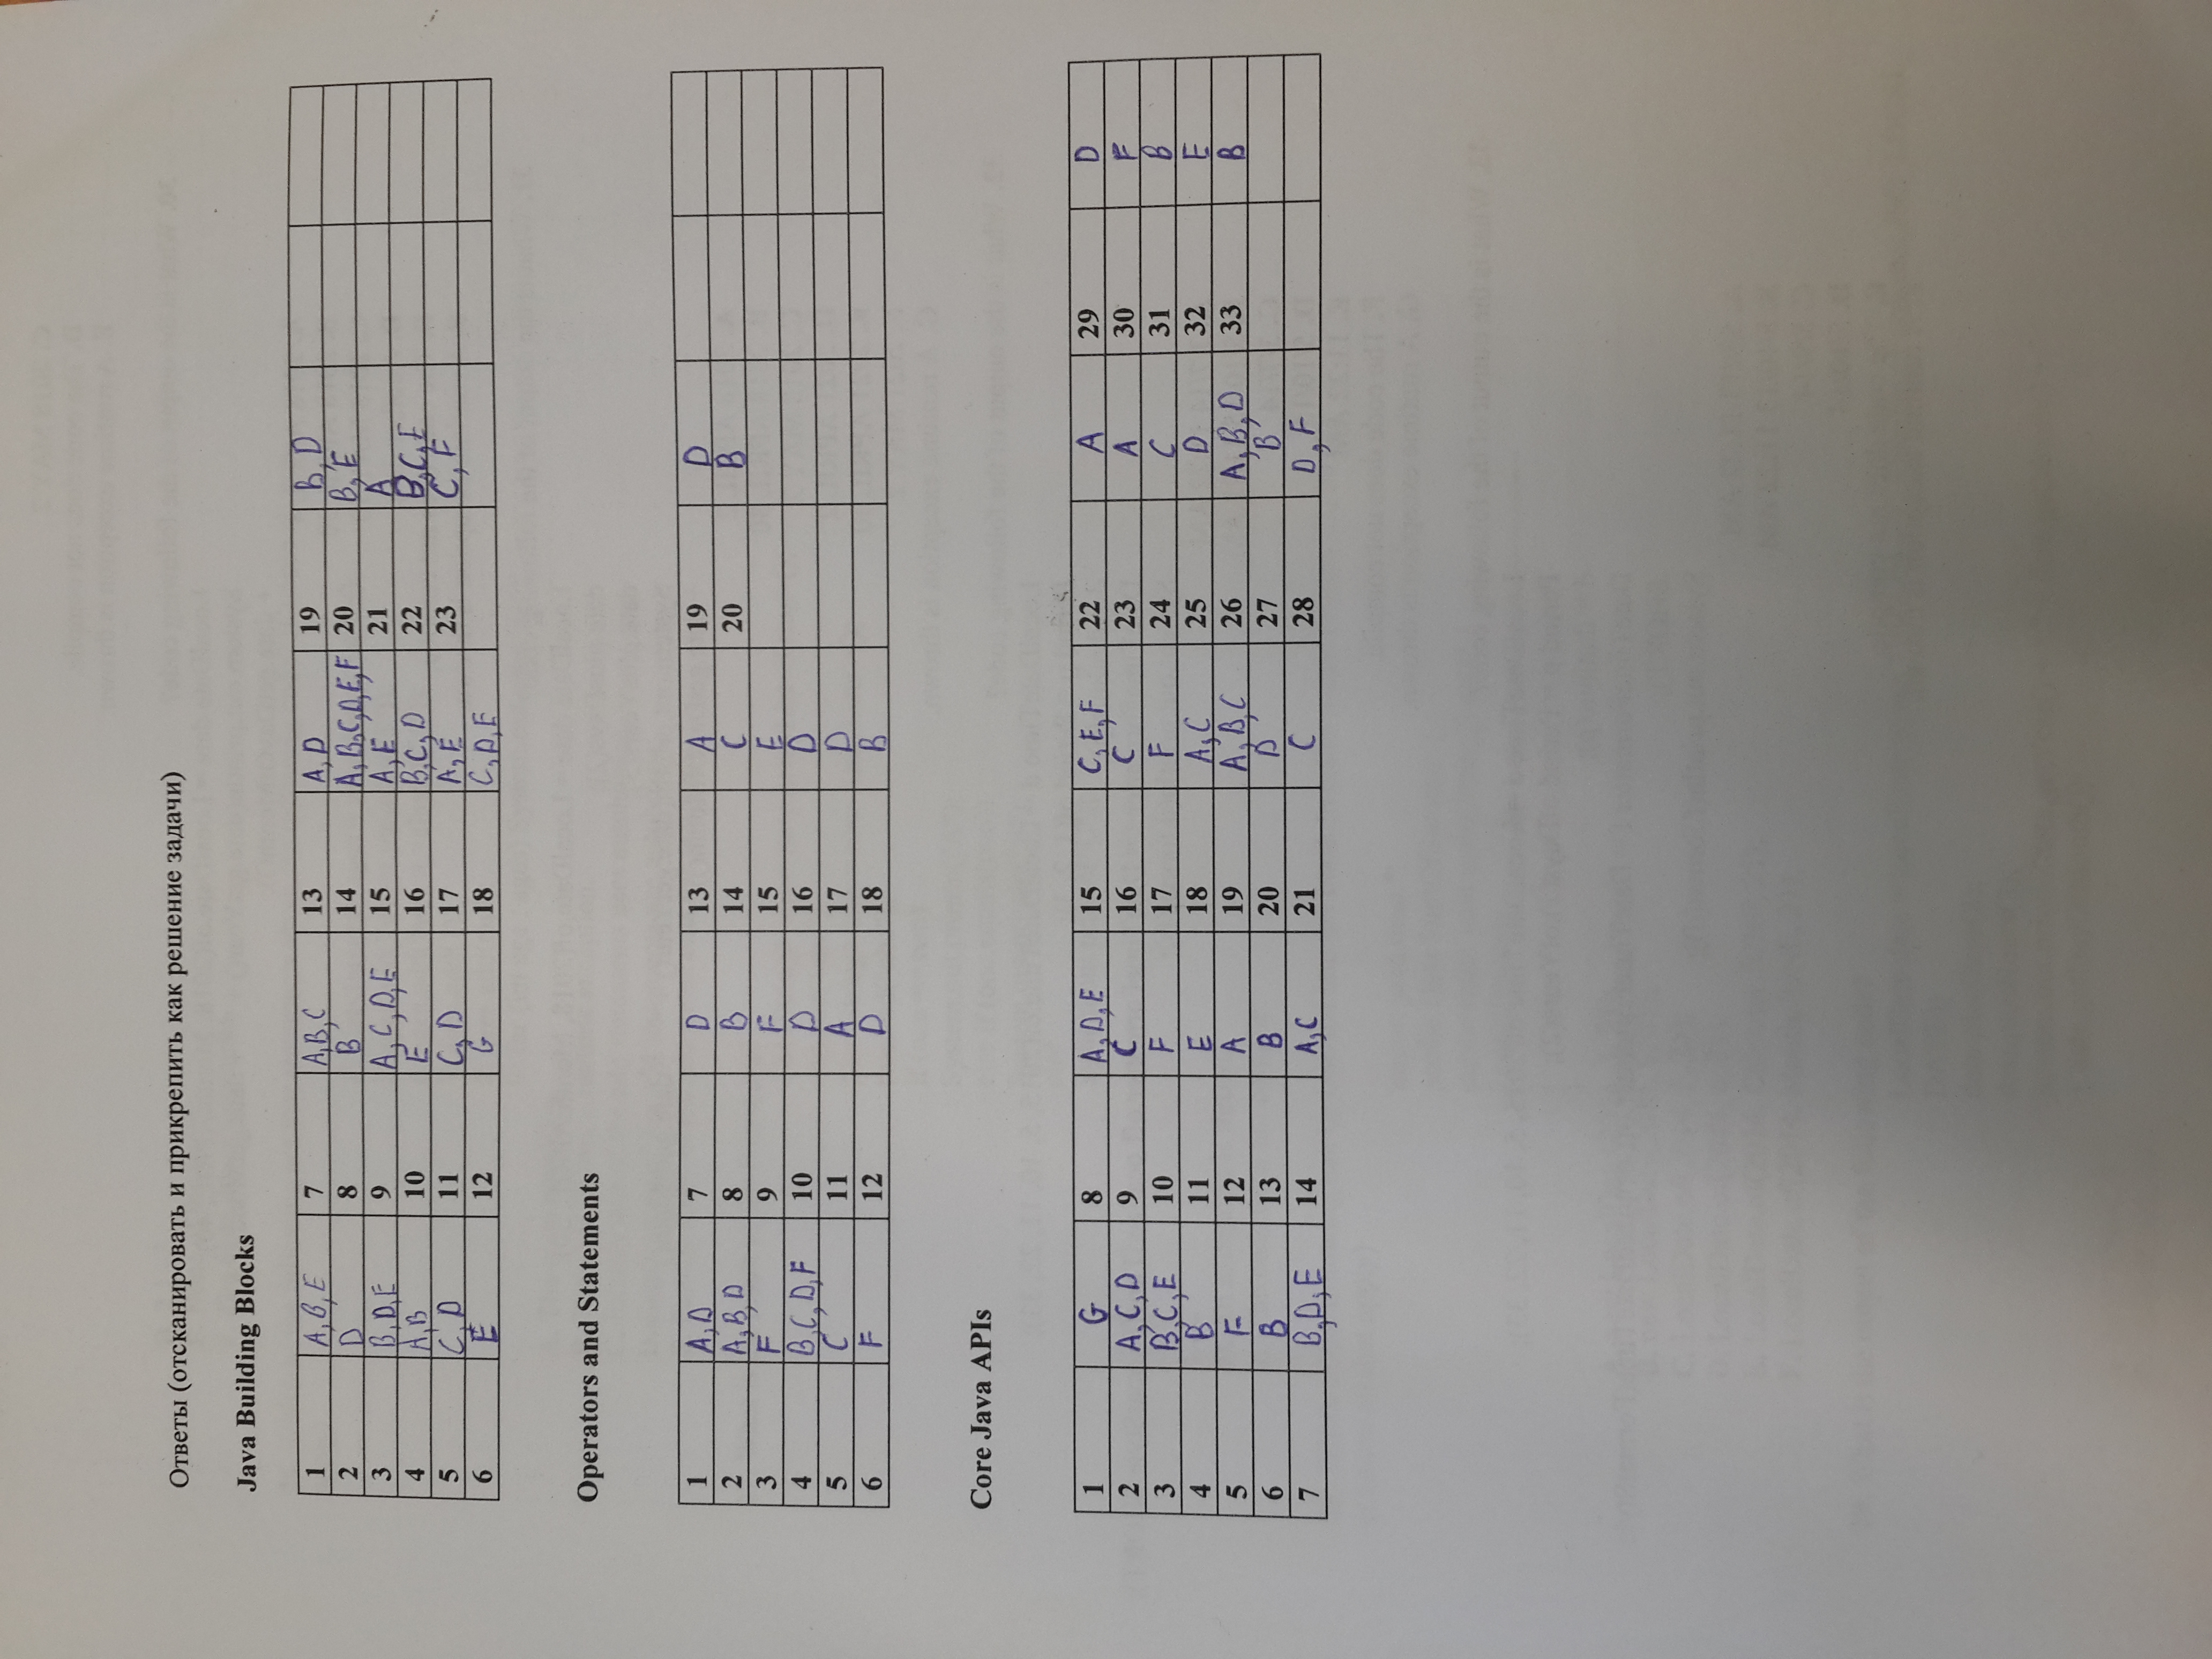 Ответы (отсканировать и прикрепить как решение задачи)
Java Building Blocks
1 A, B, E 7 A, B, C 13 A, D 19 B, D
2 D 8 B 14 A, B, C, D, E, F 20 B, E
3 B, D, E 9 A, C, D, E 15 A, E 21 A
4 A, B 10 E 16 B, C, D 22 B, C, E
5 C, D 11 C, D 17 A, E 23 C, F
6 E 12 G 18 C, D, E
Operators and Statements
1 A, D 7 D 13 A 19 D
2 A, B, D 8 B 14 C 20 B
3 F 9 F 15 E
4 B, C, D, F 10 D 16 D
5 C 11 A 17 D
6 F 12 D 18 B
Core Java APIs
1 G 8 A, D, E 15 C, E, F 22 A 29 D
2 A, C, D 9 C 16 C 23 A 30 F
3 B, C, E 10 F 17 F 24 C 31 B
4 B 11 E 18 A, C 25 D 32 E
5 F 12 A 19 A, B, C 26 A, B, D 33 B
6 B 13 B 20 D 27 B
7 B, D, E 14 A, C 21 C 28 D, F